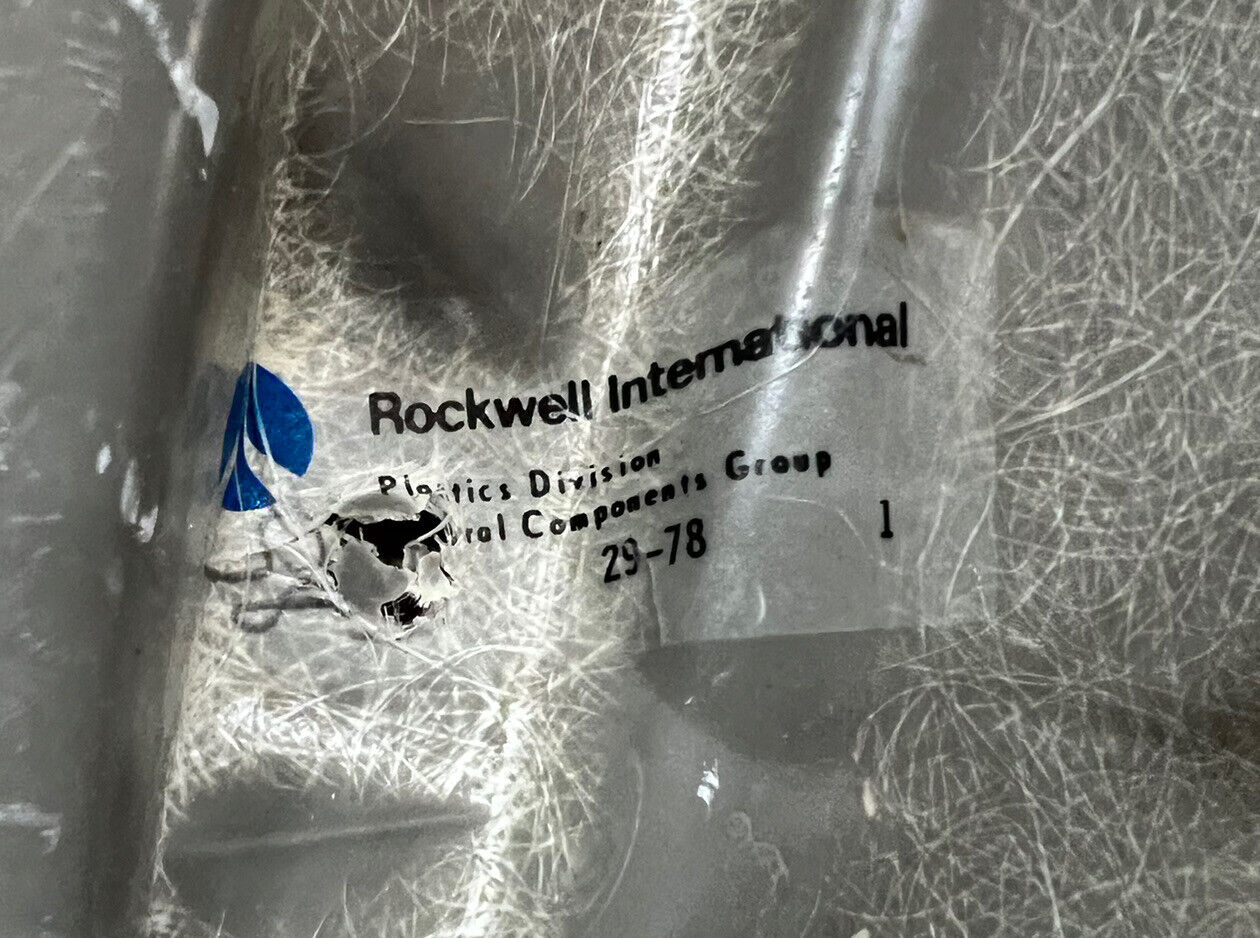 Rockwell International
Plastics Division
Components Group
29-78 1